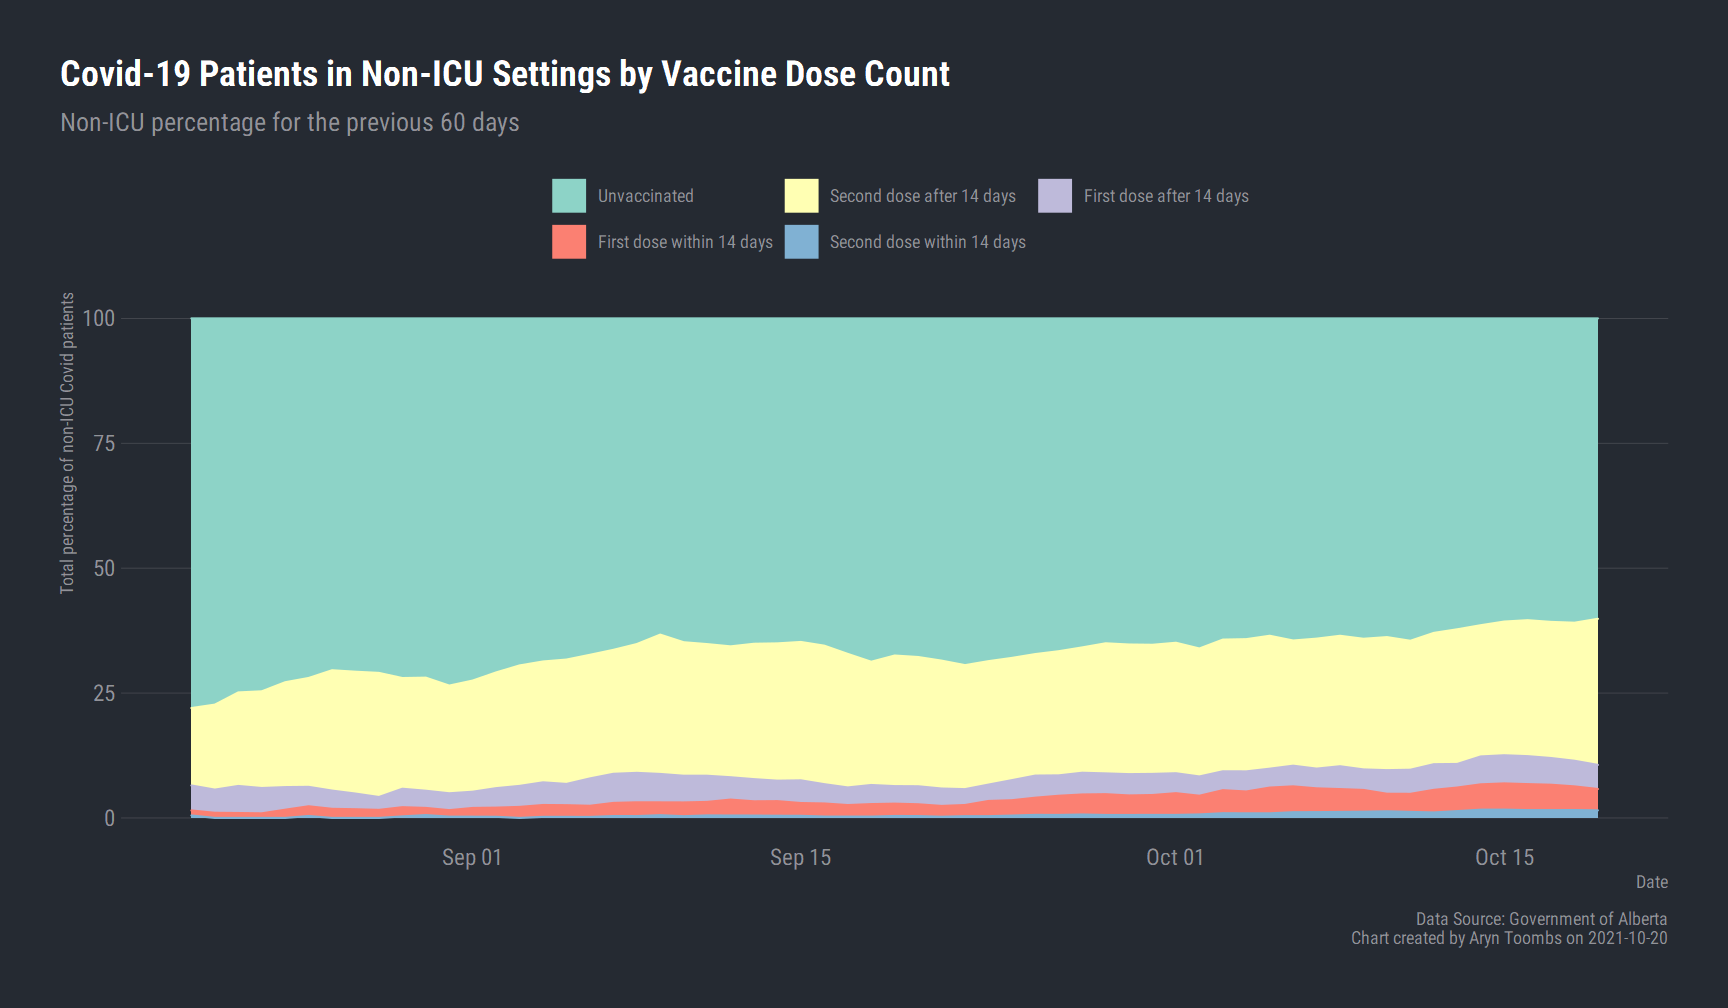 Covid-19 Patients in Non-ICU Settings by Vaccine Dose Count
Non-ICU percentage for the previous 60 days
Unvaccinated
Second dose after 14 days
First dose after 14 days
First dose within 14 days
Second dose within 14 days
Total percentage of non-ICU Covid patients
100
75
50
25
0
Sep 01
Sep 15
Oct 01
Oct 15
Date
Data Source: Government of Alberta
Chart created by Aryn Toombs on 2021-10-20